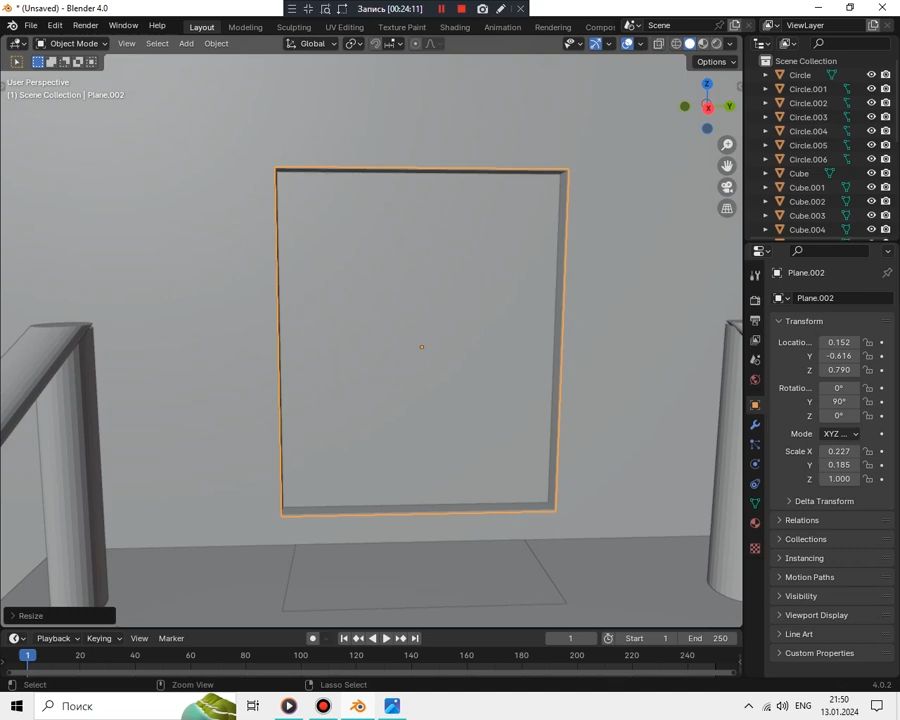 * (Unsaved) - Blender 4.0
Запись [00:24:11]
File Edit Render Window Help
Layout Modeling Sculpting UV Editing Texture Paint Shading Animation Rendering Compos
Scene
ViewLayer
Object Mode View Select Add Object
Global
Options
User Perspective
(1) Scene Collection | Plane.002
Z
Y
X
Resize
Scene Collection
Circle
Circle.001
Circle.002
Circle.003
Circle.004
Circle.005
Circle.006
Cube
Cube.001
Cube.002
Cube.003
Cube.004
Plane.002
Plane.002
Transform
Locatio... 0.152
Y -0.616
Z 0.790
Rotatio... 0°
Y 90°
Z 0°
Mode XYZ ...
Scale X 0.227
Y 0.185
Z 1.000
Delta Transform
Relations
Collections
Instancing
Motion Paths
Visibility
Viewport Display
Line Art
Custom Properties
Playback Keying View Marker
1 Start 1 End 250
1 20 40 60 80 100 120 140 160 180 200 220 240
Select Zoom View Lasso Select 4.0.2
Поиск
ENG
21:50
13.01.2024